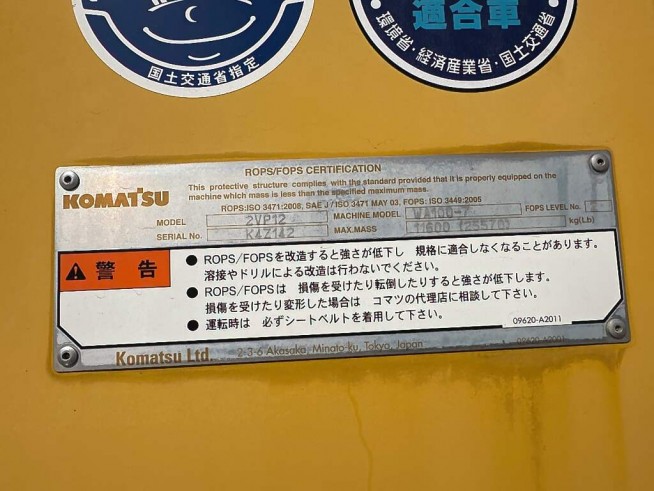 国土交通省指定
適合車
環境省・経済産業省・国土交通省
ROPS/FOPS CERTIFICATION
KOMATSU
This protective structure complies with the standard provided that it is properly equipped on the
machine which mass is less than the specified maximum mass.
ROPS:ISO 3471:2008, SAE J/ISO 3471 MAY 03, FOPS: ISO 3449:2005
MODEL 2VP12 MACHINE MODEL WA100-7 FOPS LEVEL No. 2
SERIAL No. K4Z142 MAX.MASS 11600 (25570) kg(Lb)
警告
● ROPS/FOPSを改造すると強さが低下し 規格に適合しなくなることがあります。
溶接やドリルによる改造は行わないでください。
● ROPS/FOPSは 損傷を受けたり転倒したりすると強さが低下します。
損傷を受けたり変形した場合は コマツの代理店に相談して下さい。
● 運転時は 必ずシートベルトを着用して下さい。
09620-A2011
Komatsu Ltd. 2-3-6 Akasaka, Minato-ku, Tokyo, Japan
09620-A2001